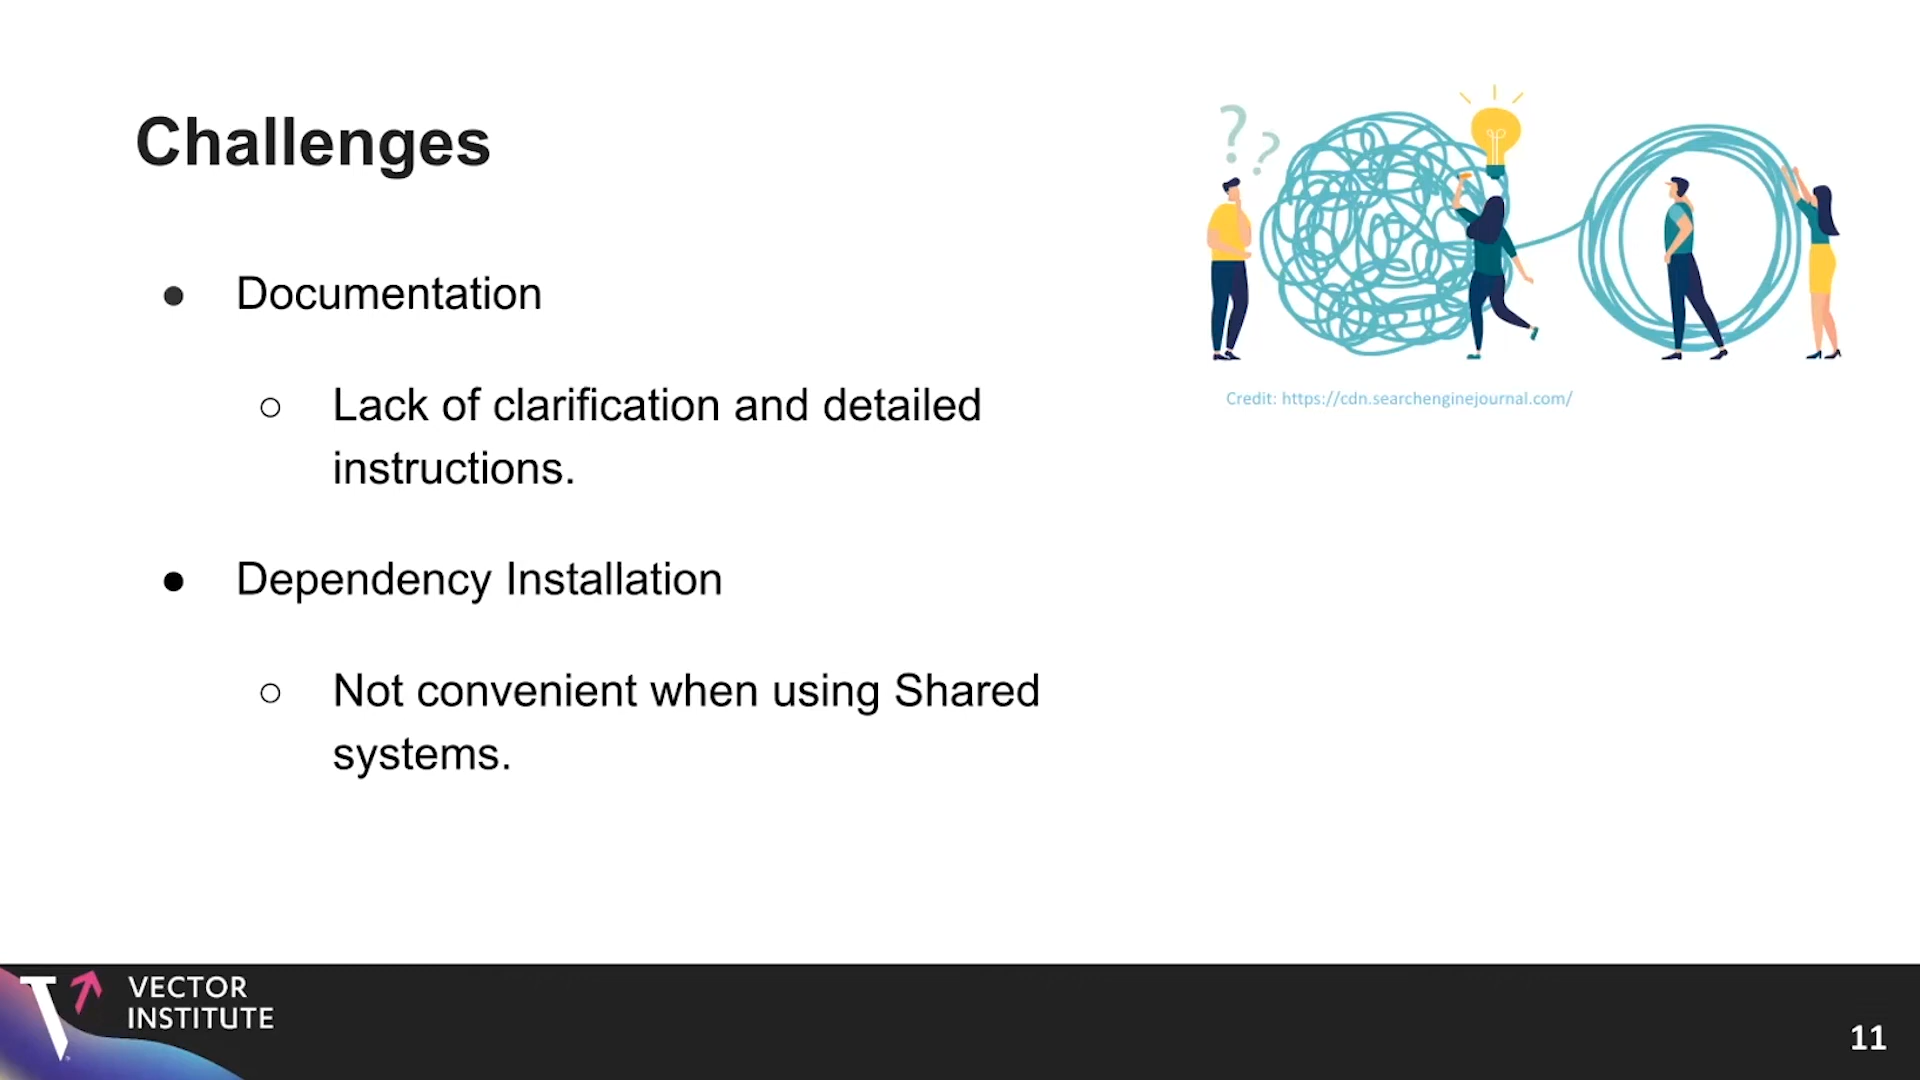 Challenges
? ?
Credit: https://cdn.searchenginejournal.com/
● Documentation
○ Lack of clarification and detailed
instructions.
● Dependency Installation
○ Not convenient when using Shared
systems.
VECTOR
INSTITUTE
11